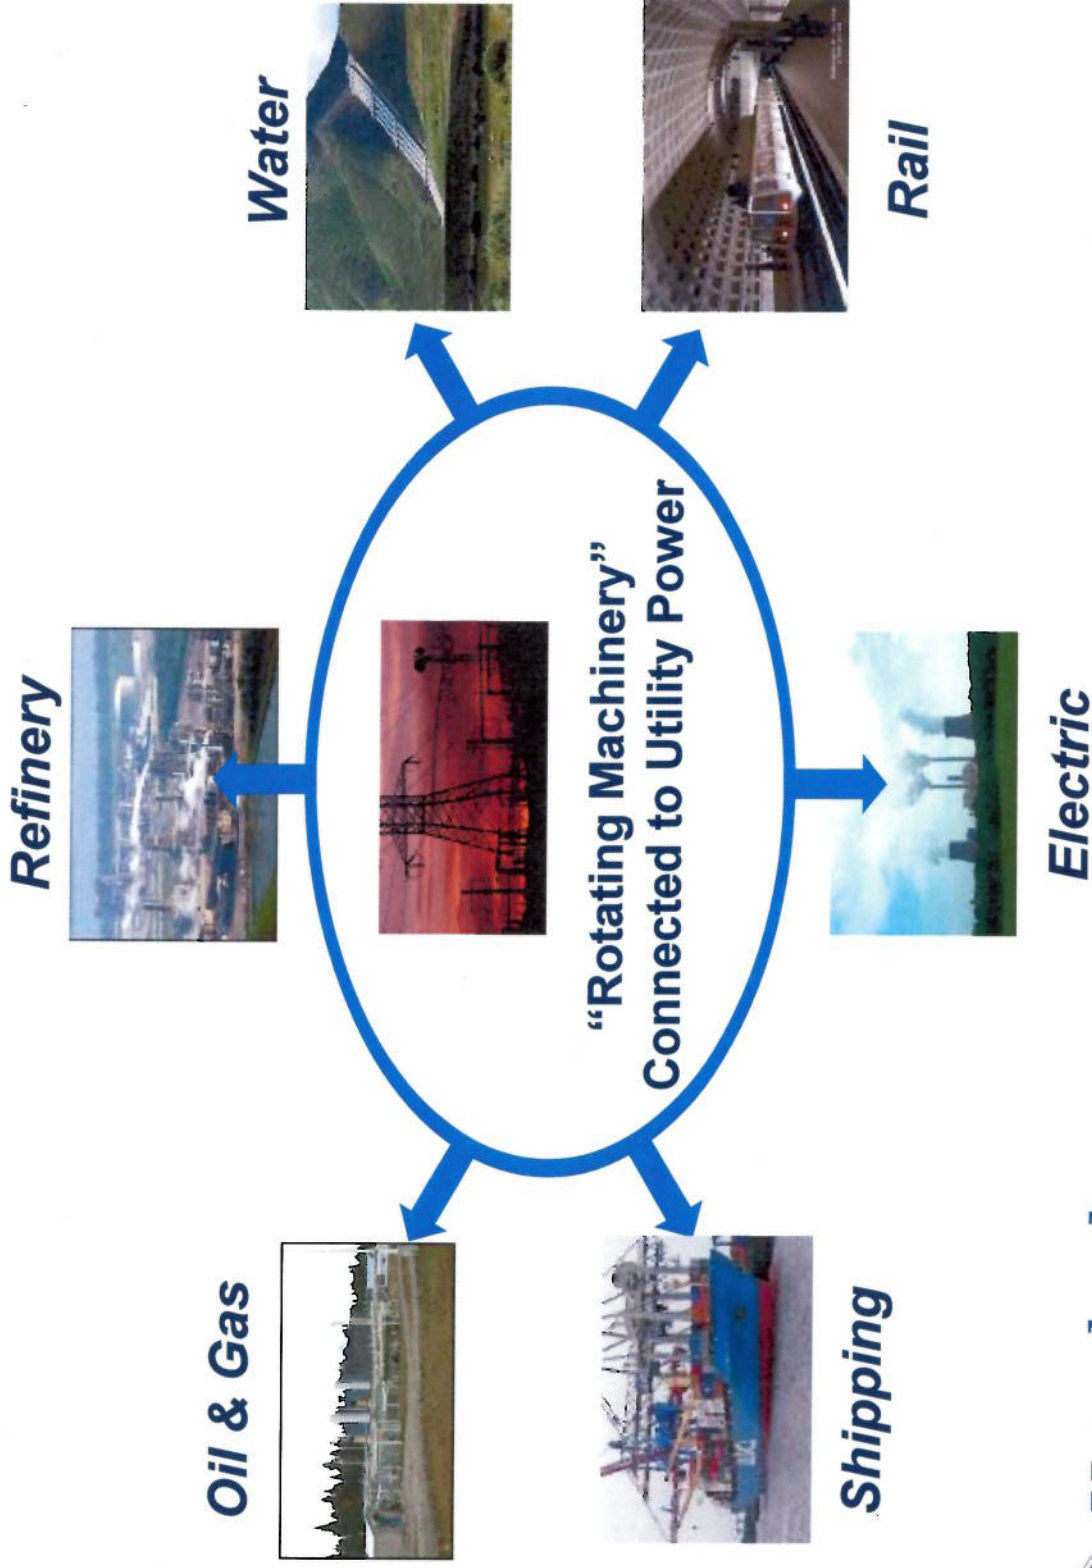 Refinery
Oil & Gas
Water
“Rotating Machinery”
Connected to Utility Power
Shipping
Rail
Electric